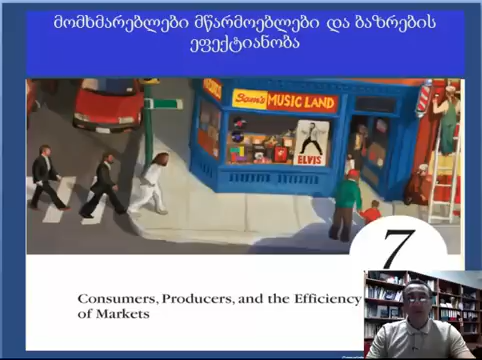 მომხმარებლები მწარმოებლები და ბაზრების
ეფექტიანობა
Sam's MUSIC LAND
ELVIS
7
Consumers, Producers, and the Efficiency
of Markets